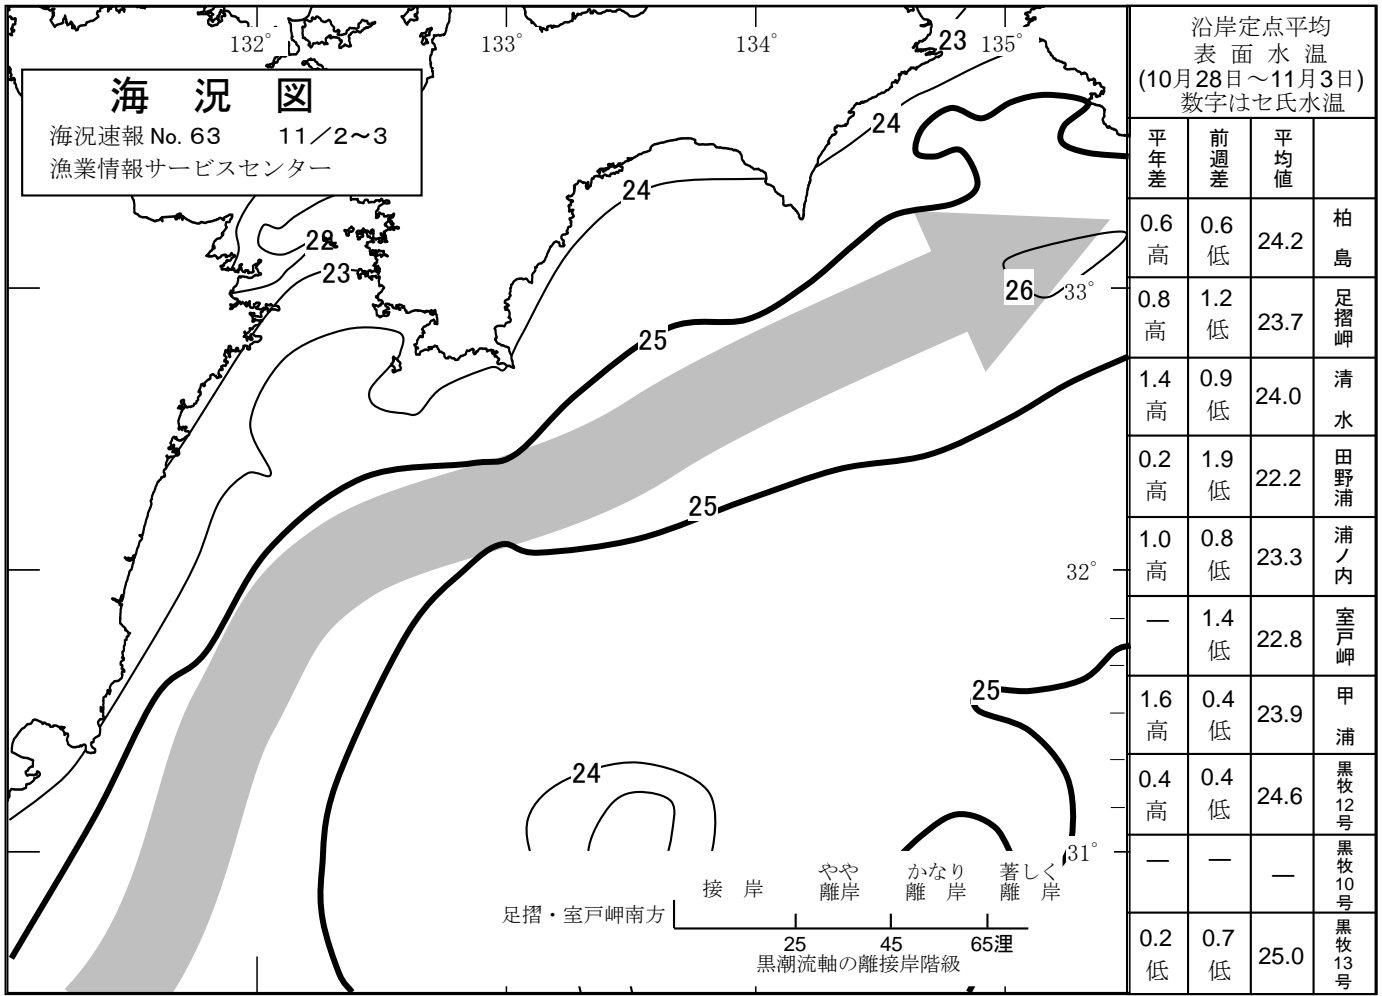 海 況 図
海況速報 No. 63 11／2～3
漁業情報サービスセンター
132°
133°
134°
135°
23
24
24
22
23
26
33°
25
25
32°
25
24
31°
接 岸
やや
離岸
かなり
離 岸
著しく
離 岸
足摺・室戸岬南方
25 45 65浬
黒潮流軸の離接岸階級
沿岸定点平均
表 面 水 温
(10月28日～11月3日)
数字はセ氏水温
平年差 前週差 平均値
0.6高 0.6低 24.2 柏島
0.8高 1.2低 23.7 足摺岬
1.4高 0.9低 24.0 清水
0.2高 1.9低 22.2 田野浦
1.0高 0.8低 23.3 浦ノ内
― 1.4低 22.8 室戸岬
1.6高 0.4低 23.9 甲浦
0.4高 0.4低 24.6 黒牧12号
― ― ― 黒牧10号
0.2低 0.7低 25.0 黒牧13号